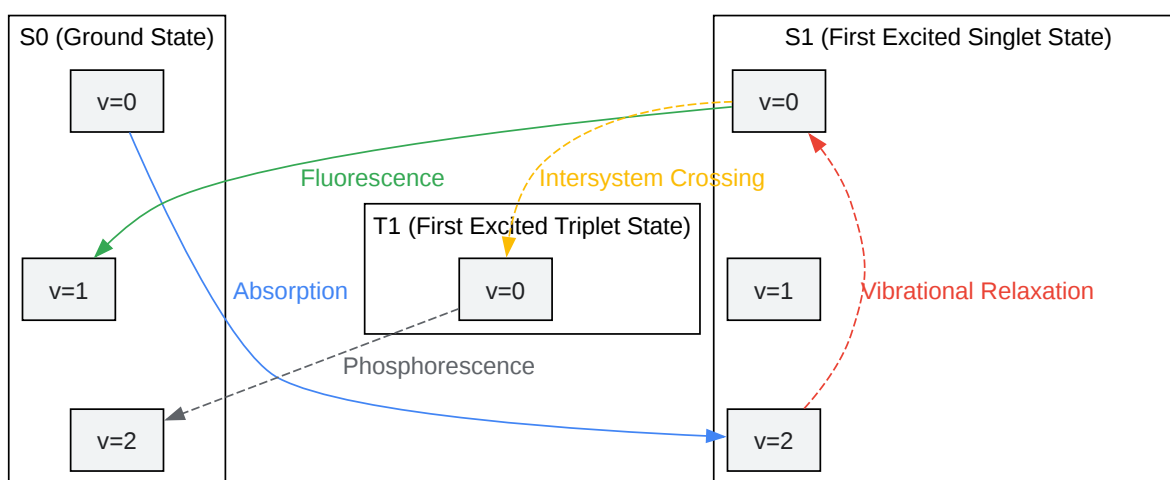 S0 (Ground State)
S1 (First Excited Singlet State)
v=0
v=0
Fluorescence
Intersystem Crossing
T1 (First Excited Triplet State)
v=1
Absorption
v=0
v=1
Vibrational Relaxation
Phosphorescence
v=2
v=2